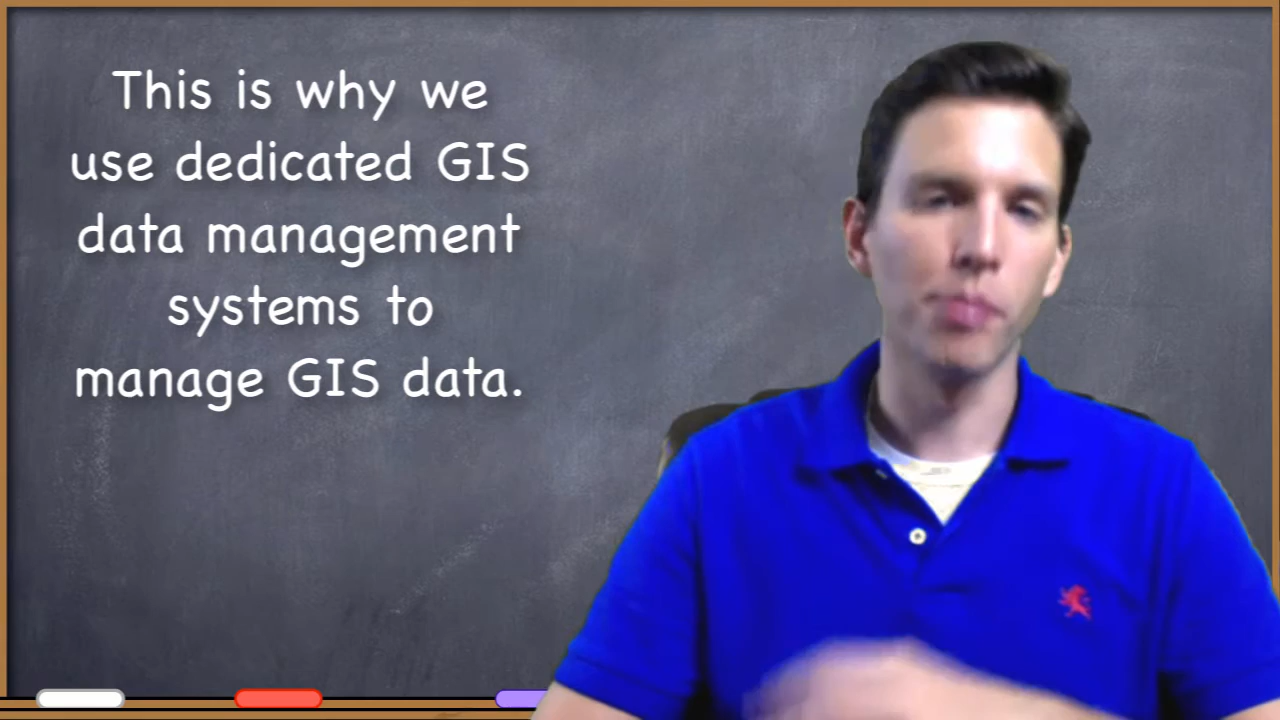 This is why we
use dedicated GIS
data management
systems to
manage GIS data.